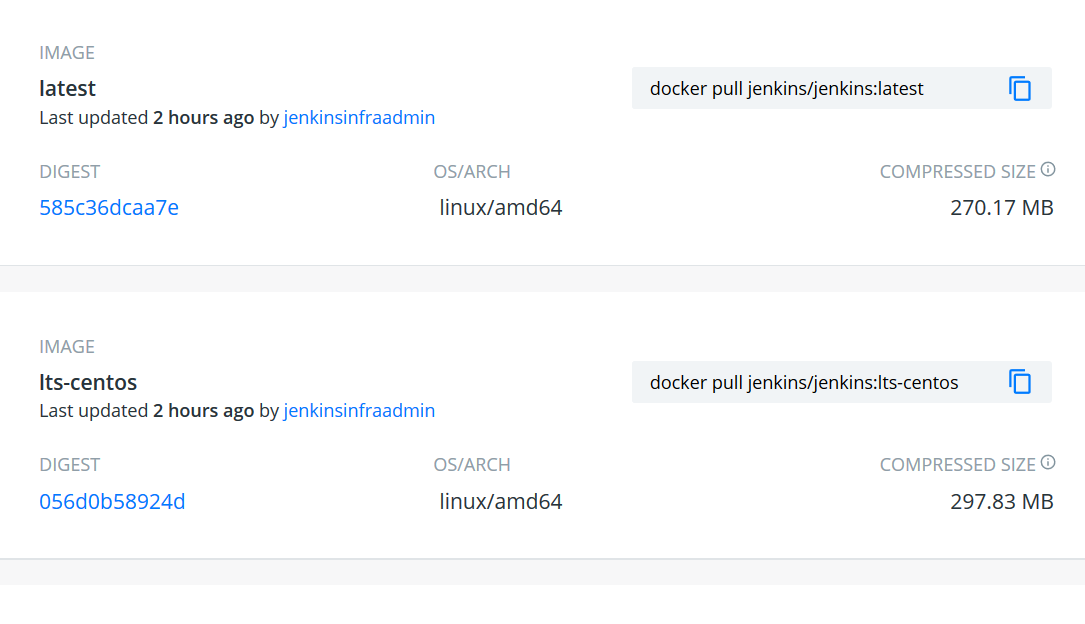 IMAGE
latest
docker pull jenkins/jenkins:latest
Last updated 2 hours ago by jenkinsinfraadmin
DIGEST OS/ARCH COMPRESSED SIZE
585c36dcaa7e linux/amd64 270.17 MB
IMAGE
lts-centos
docker pull jenkins/jenkins:lts-centos
Last updated 2 hours ago by jenkinsinfraadmin
DIGEST OS/ARCH COMPRESSED SIZE
056d0b58924d linux/amd64 297.83 MB